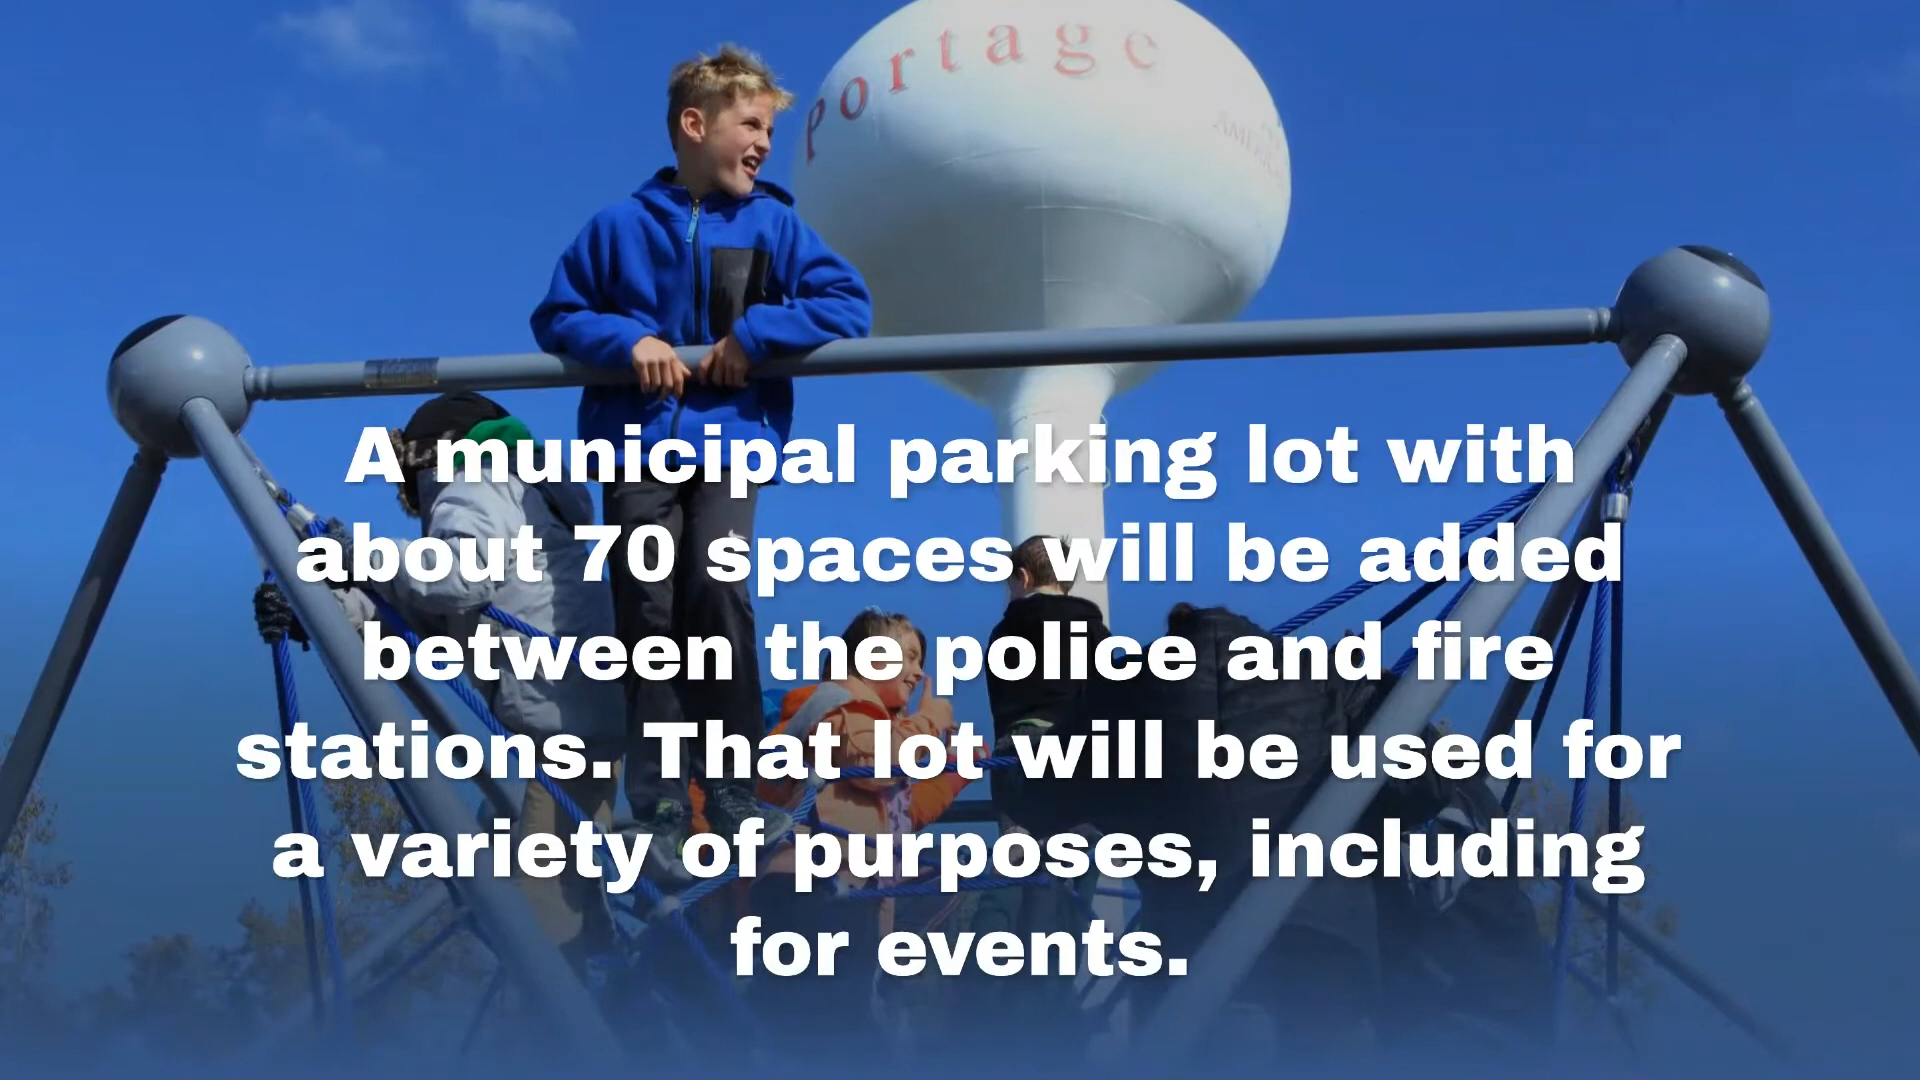 Portage
AMERICA
A municipal parking lot with
about 70 spaces will be added
between the police and fire
stations. That lot will be used for
a variety of purposes, including
for events.